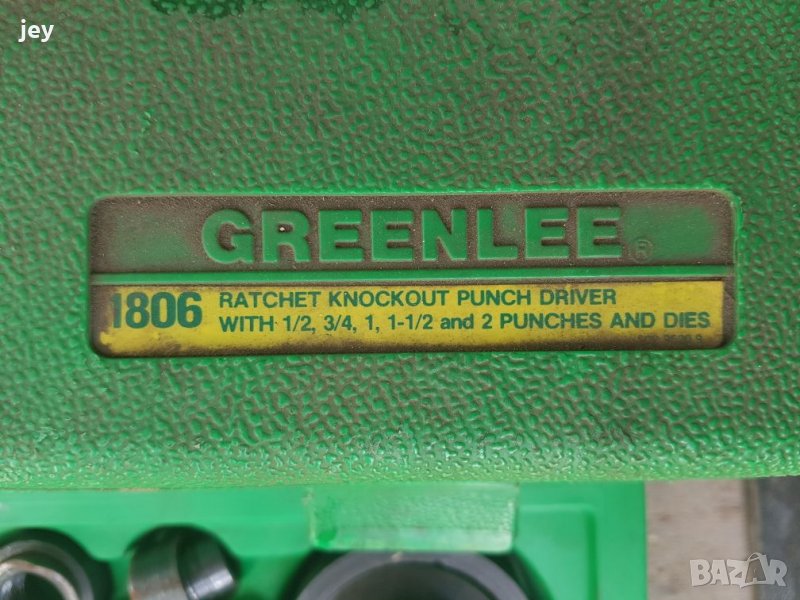 jey
GREENLEE®
1806
RATCHET KNOCKOUT PUNCH DRIVER
WITH 1/2, 3/4, 1, 1-1/2 and 2 PUNCHES AND DIES
BAZAR